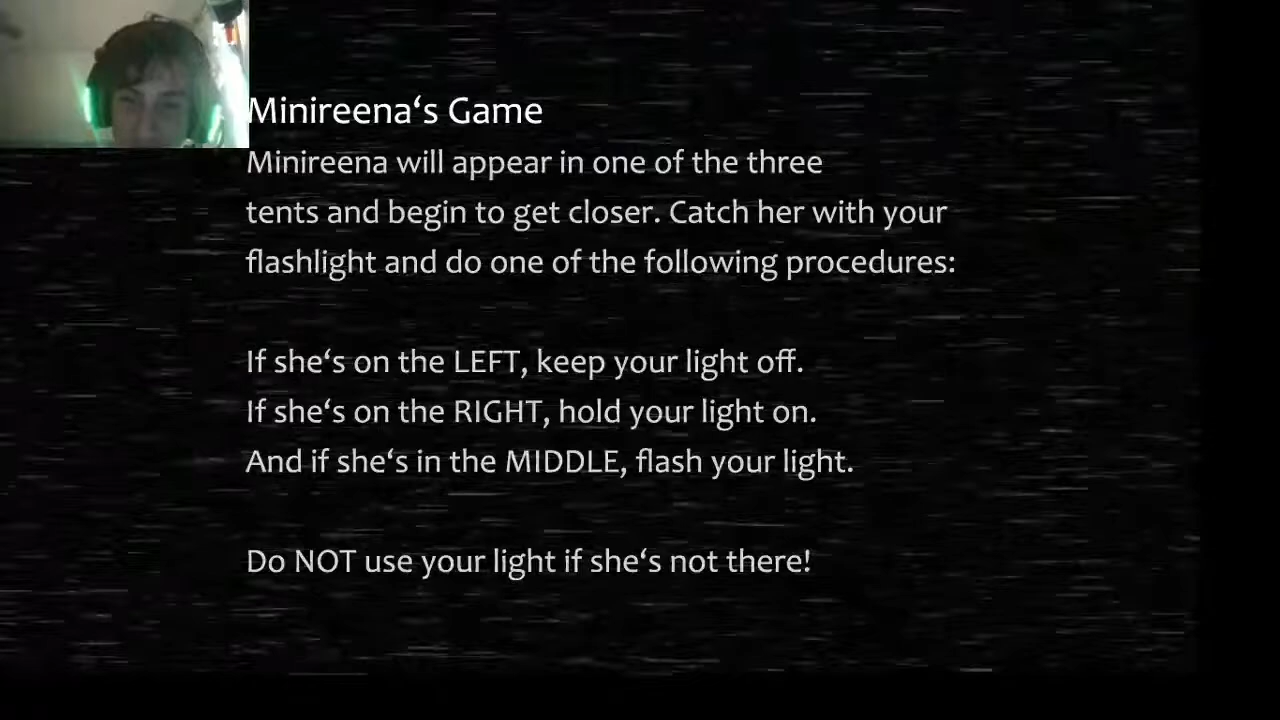 Minireena‘s Game
Minireena will appear in one of the three
tents and begin to get closer. Catch her with your
flashlight and do one of the following procedures:
If she‘s on the LEFT, keep your light off.
If she‘s on the RIGHT, hold your light on.
And if she‘s in the MIDDLE, flash your light.
Do NOT use your light if she‘s not there!